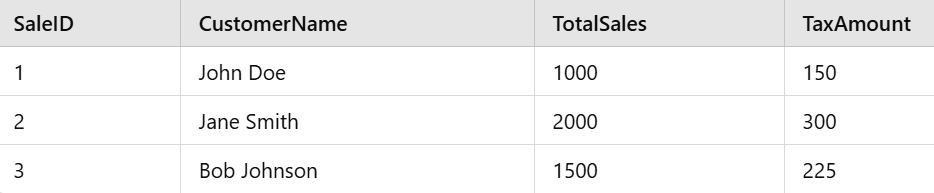 SaleID CustomerName TotalSales TaxAmount
1 John Doe 1000 150
2 Jane Smith 2000 300
3 Bob Johnson 1500 225